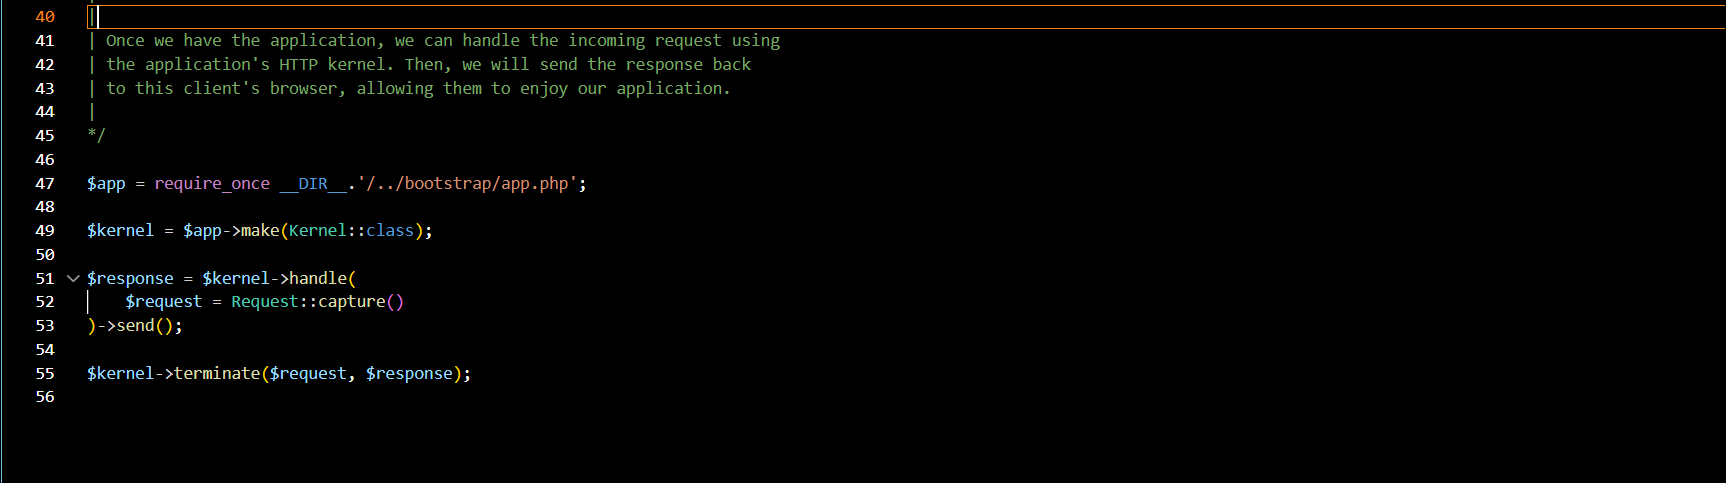 40 |
41 | Once we have the application, we can handle the incoming request using
42 | the application's HTTP kernel. Then, we will send the response back
43 | to this client's browser, allowing them to enjoy our application.
44 |
45 */
46
47 $app = require_once __DIR__.'/../bootstrap/app.php';
48
49 $kernel = $app->make(Kernel::class);
50
51 $response = $kernel->handle(
52     $request = Request::capture()
53 )->send();
54
55 $kernel->terminate($request, $response);
56